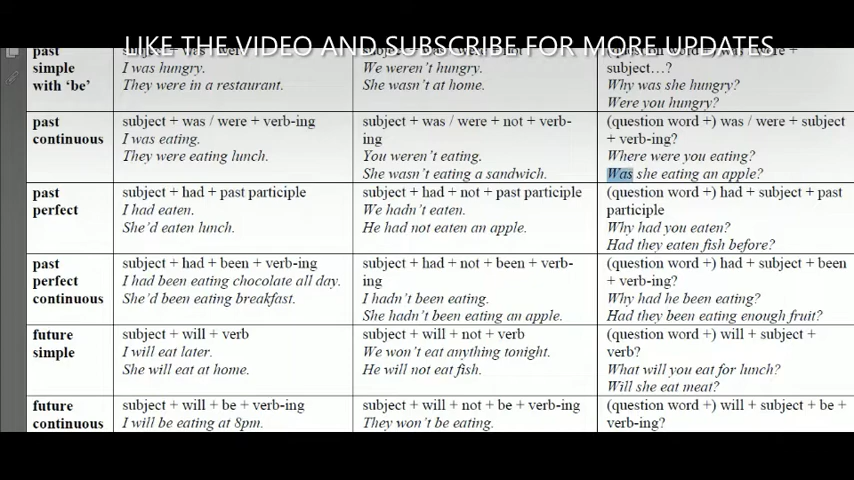 LIKE THE VIDEO AND SUBSCRIBE FOR MORE UPDATES
past
simple
with ‘be’
I was hungry.
They were in a restaurant.
We weren’t hungry.
She wasn’t at home.
subject…?
Why was she hungry?
Were you hungry?
past
continuous
subject + was / were + verb-ing
I was eating.
They were eating lunch.
subject + was / were + not + verb-
ing
You weren’t eating.
She wasn’t eating a sandwich.
(question word +) was / were + subject
+ verb-ing?
Where were you eating?
Was she eating an apple?
past
perfect
subject + had + past participle
I had eaten.
She’d eaten lunch.
subject + had + not + past participle
We hadn’t eaten.
He had not eaten an apple.
(question word +) had + subject + past
participle
Why had you eaten?
Had they eaten fish before?
past
perfect
continuous
subject + had + been + verb-ing
I had been eating chocolate all day.
She’d been eating breakfast.
subject + had + not + been + verb-
ing
I hadn’t been eating.
She hadn’t been eating an apple.
(question word +) had + subject + been
+ verb-ing?
Why had he been eating?
Had they been eating enough fruit?
future
simple
subject + will + verb
I will eat later.
She will eat at home.
subject + will + not + verb
We won’t eat anything tonight.
He will not eat fish.
(question word +) will + subject +
verb?
What will you eat for lunch?
Will she eat meat?
future
continuous
subject + will + be + verb-ing
I will be eating at 8pm.
subject + will + not + be + verb-ing
They won’t be eating.
(question word +) will + subject + be +
verb-ing?